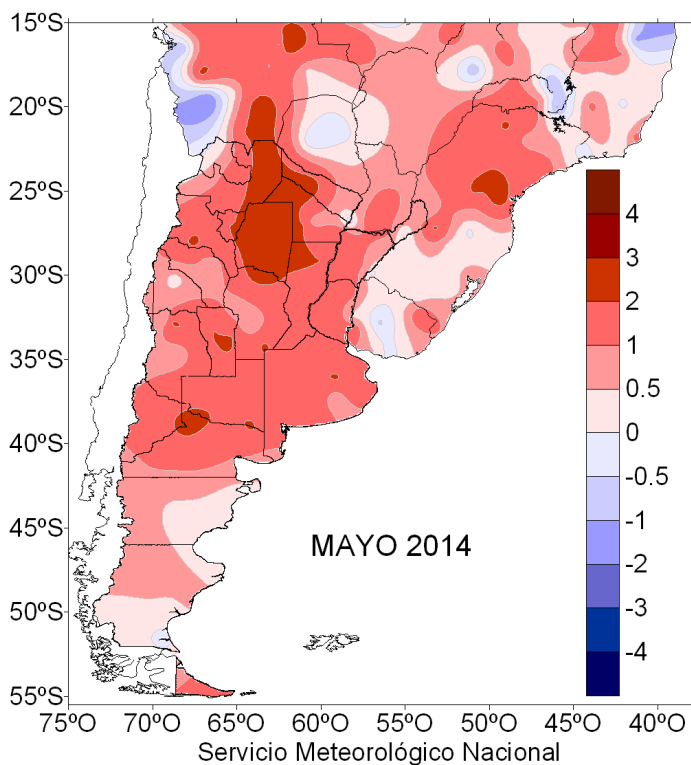 15ºS
20ºS
25ºS
30ºS
35ºS
40ºS
45ºS
50ºS
55ºS
4
3
2
1
0.5
0
-0.5
-1
-2
-3
-4
MAYO 2014
75ºO 70ºO 65ºO 60ºO 55ºO 50ºO 45ºO 40ºO
Servicio Meteorológico Nacional